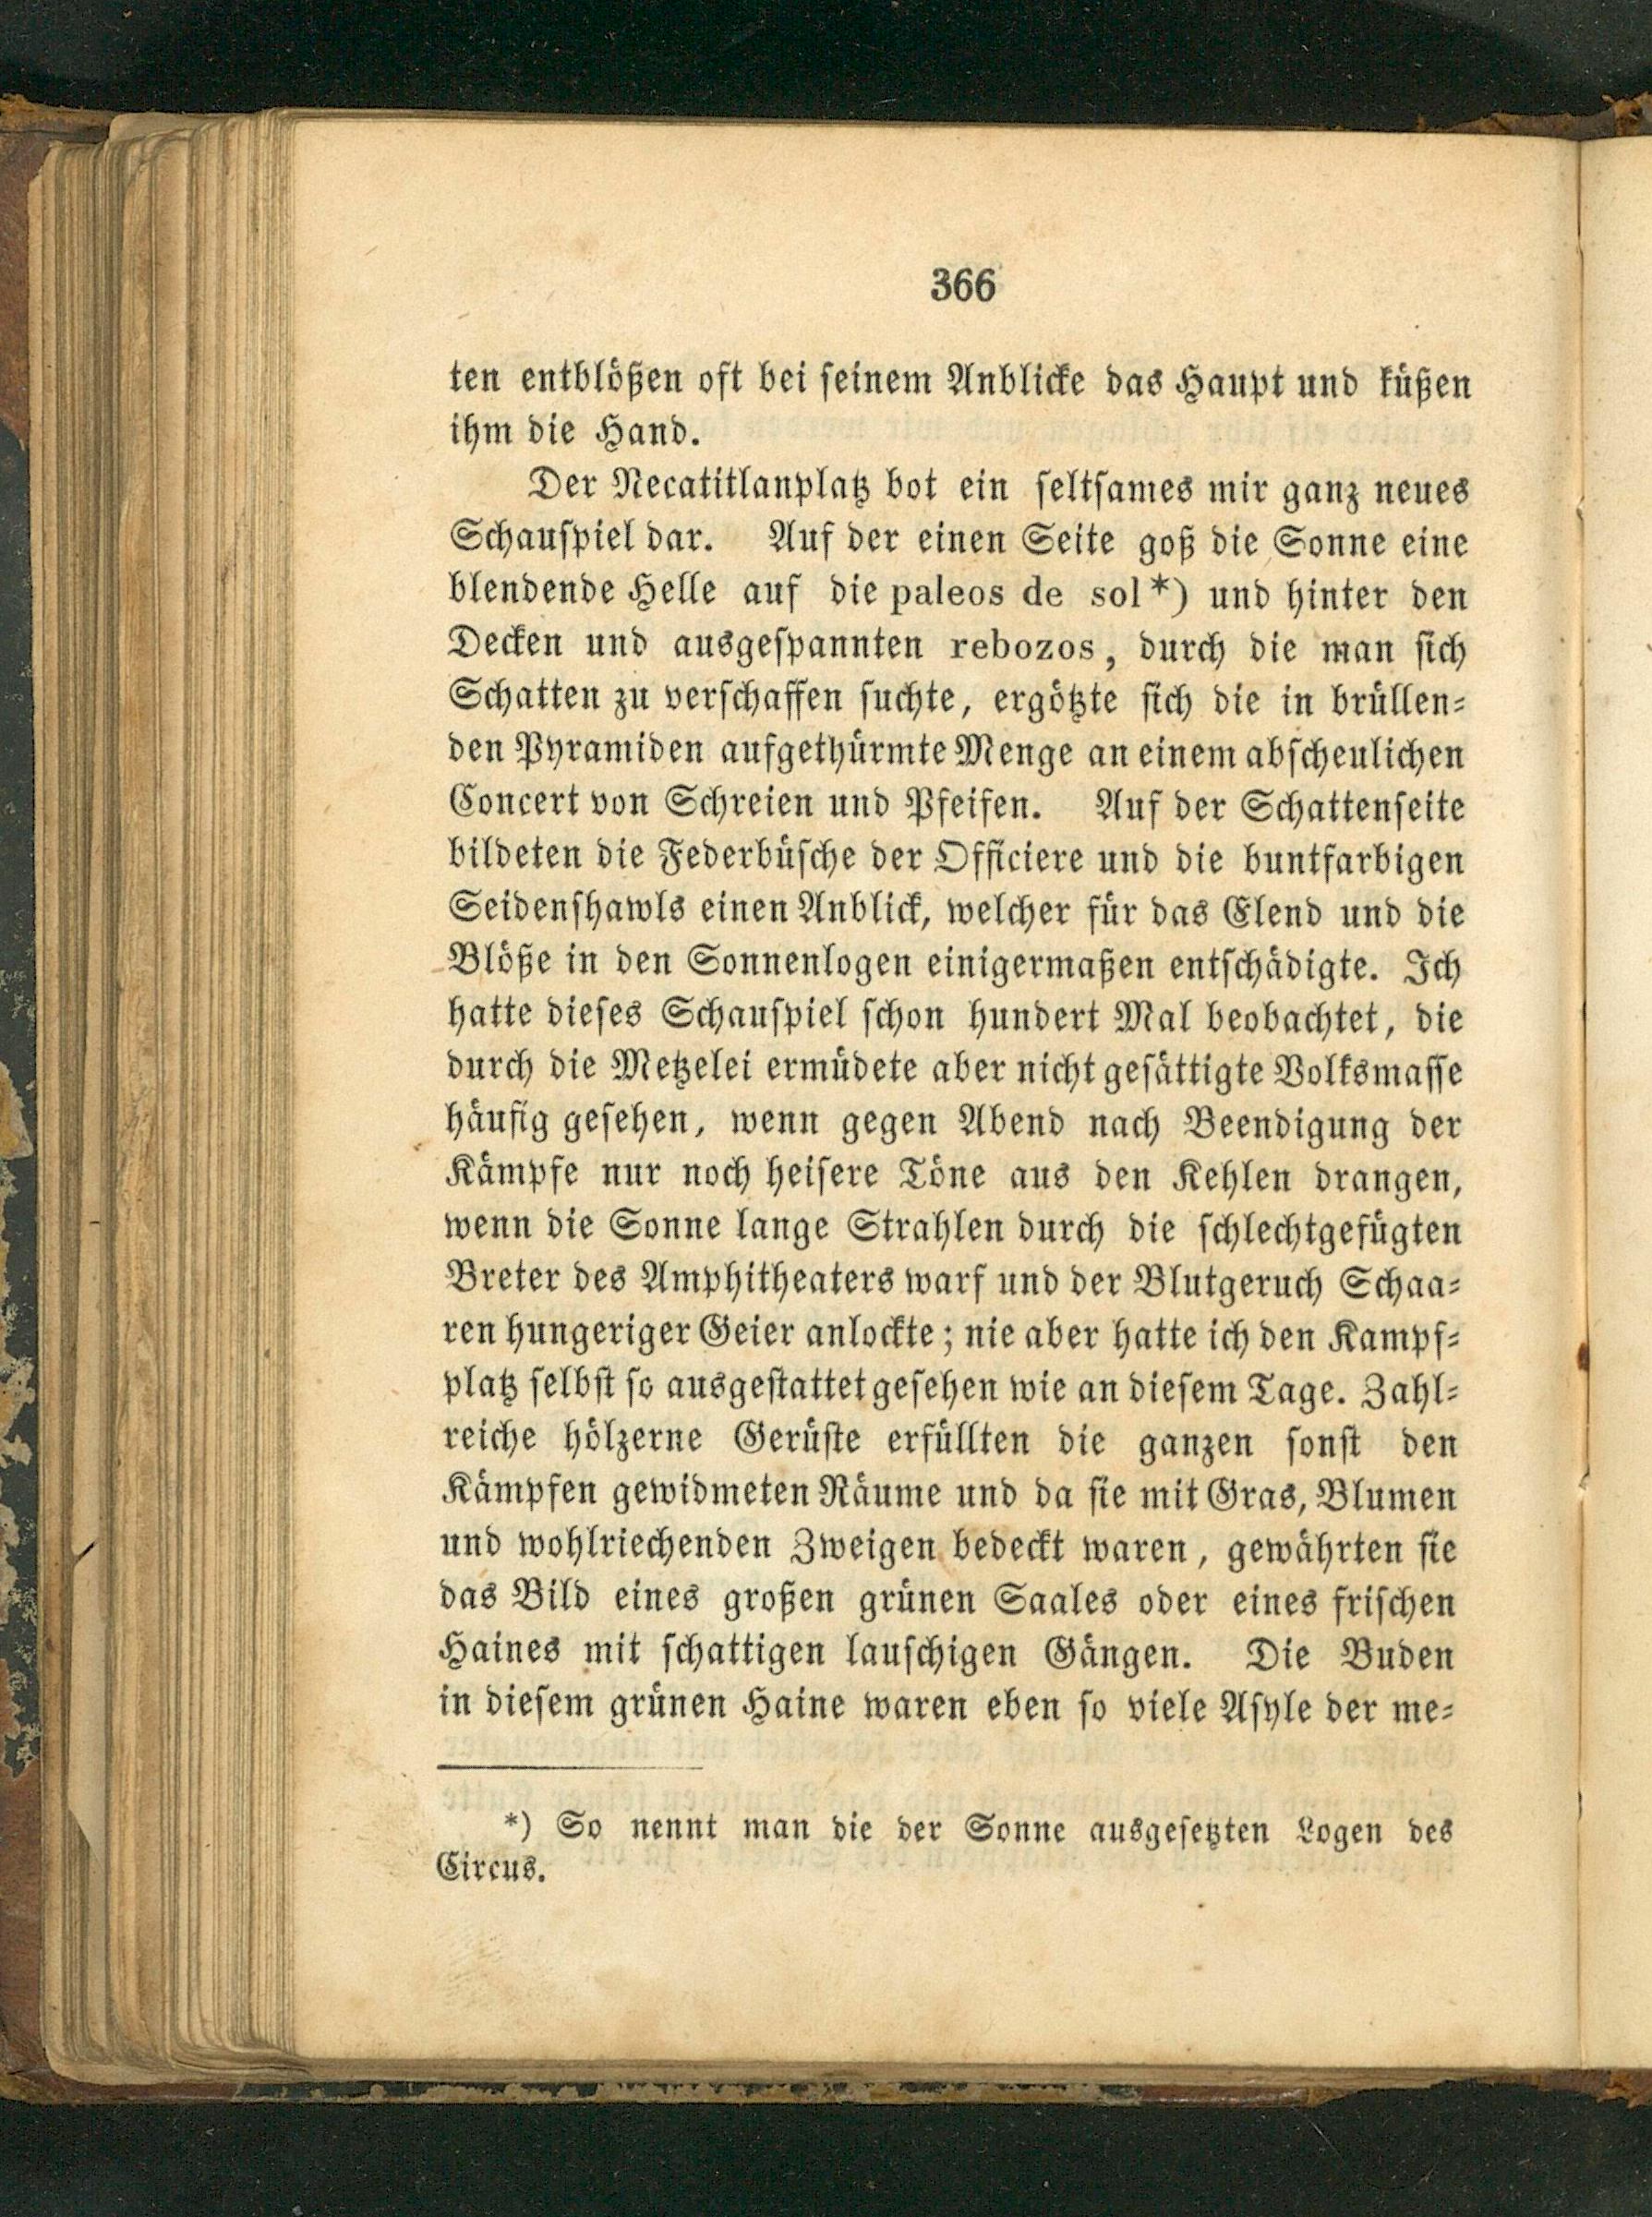 366
ten entblößen oft bei seinem Anblicke das Haupt und küßen
ihm die Hand.
Der Necatitlanplatz bot ein seltsames mir ganz neues
Schauspiel dar. Auf der einen Seite goß die Sonne eine
blendende Helle auf die paleos de sol*) und hinter den
Decken und ausgespannten rebozos, durch die man sich
Schatten zu verschaffen suchte, ergötzte sich die in brüllen-
den Pyramiden aufgethürmte Menge an einem abscheulichen
Concert von Schreien und Pfeifen. Auf der Schattenseite
bildeten die Federbüsche der Officiere und die buntfarbigen
Seidenshawls einen Anblick, welcher für das Elend und die
Blöße in den Sonnenlogen einigermaßen entschädigte. Ich
hatte dieses Schauspiel schon hundert Mal beobachtet, die
durch die Metzelei ermüdete aber nicht gesättigte Volksmasse
häufig gesehen, wenn gegen Abend nach Beendigung der
Kämpfe nur noch heisere Töne aus den Kehlen drangen,
wenn die Sonne lange Strahlen durch die schlechtgefügten
Breter des Amphitheaters warf und der Blutgeruch Schaa-
ren hungeriger Geier anlockte; nie aber hatte ich den Kampf-
platz selbst so ausgestattet gesehen wie an diesem Tage. Zahl-
reiche hölzerne Gerüste erfüllten die ganzen sonst den
Kämpfen gewidmeten Räume und da sie mit Gras, Blumen
und wohlriechenden Zweigen bedeckt waren, gewährten sie
das Bild eines großen grünen Saales oder eines frischen
Haines mit schattigen lauschigen Gängen. Die Buden
in diesem grünen Haine waren eben so viele Asyle der me-
*) So nennt man die der Sonne ausgesetzten Logen des
Circus.